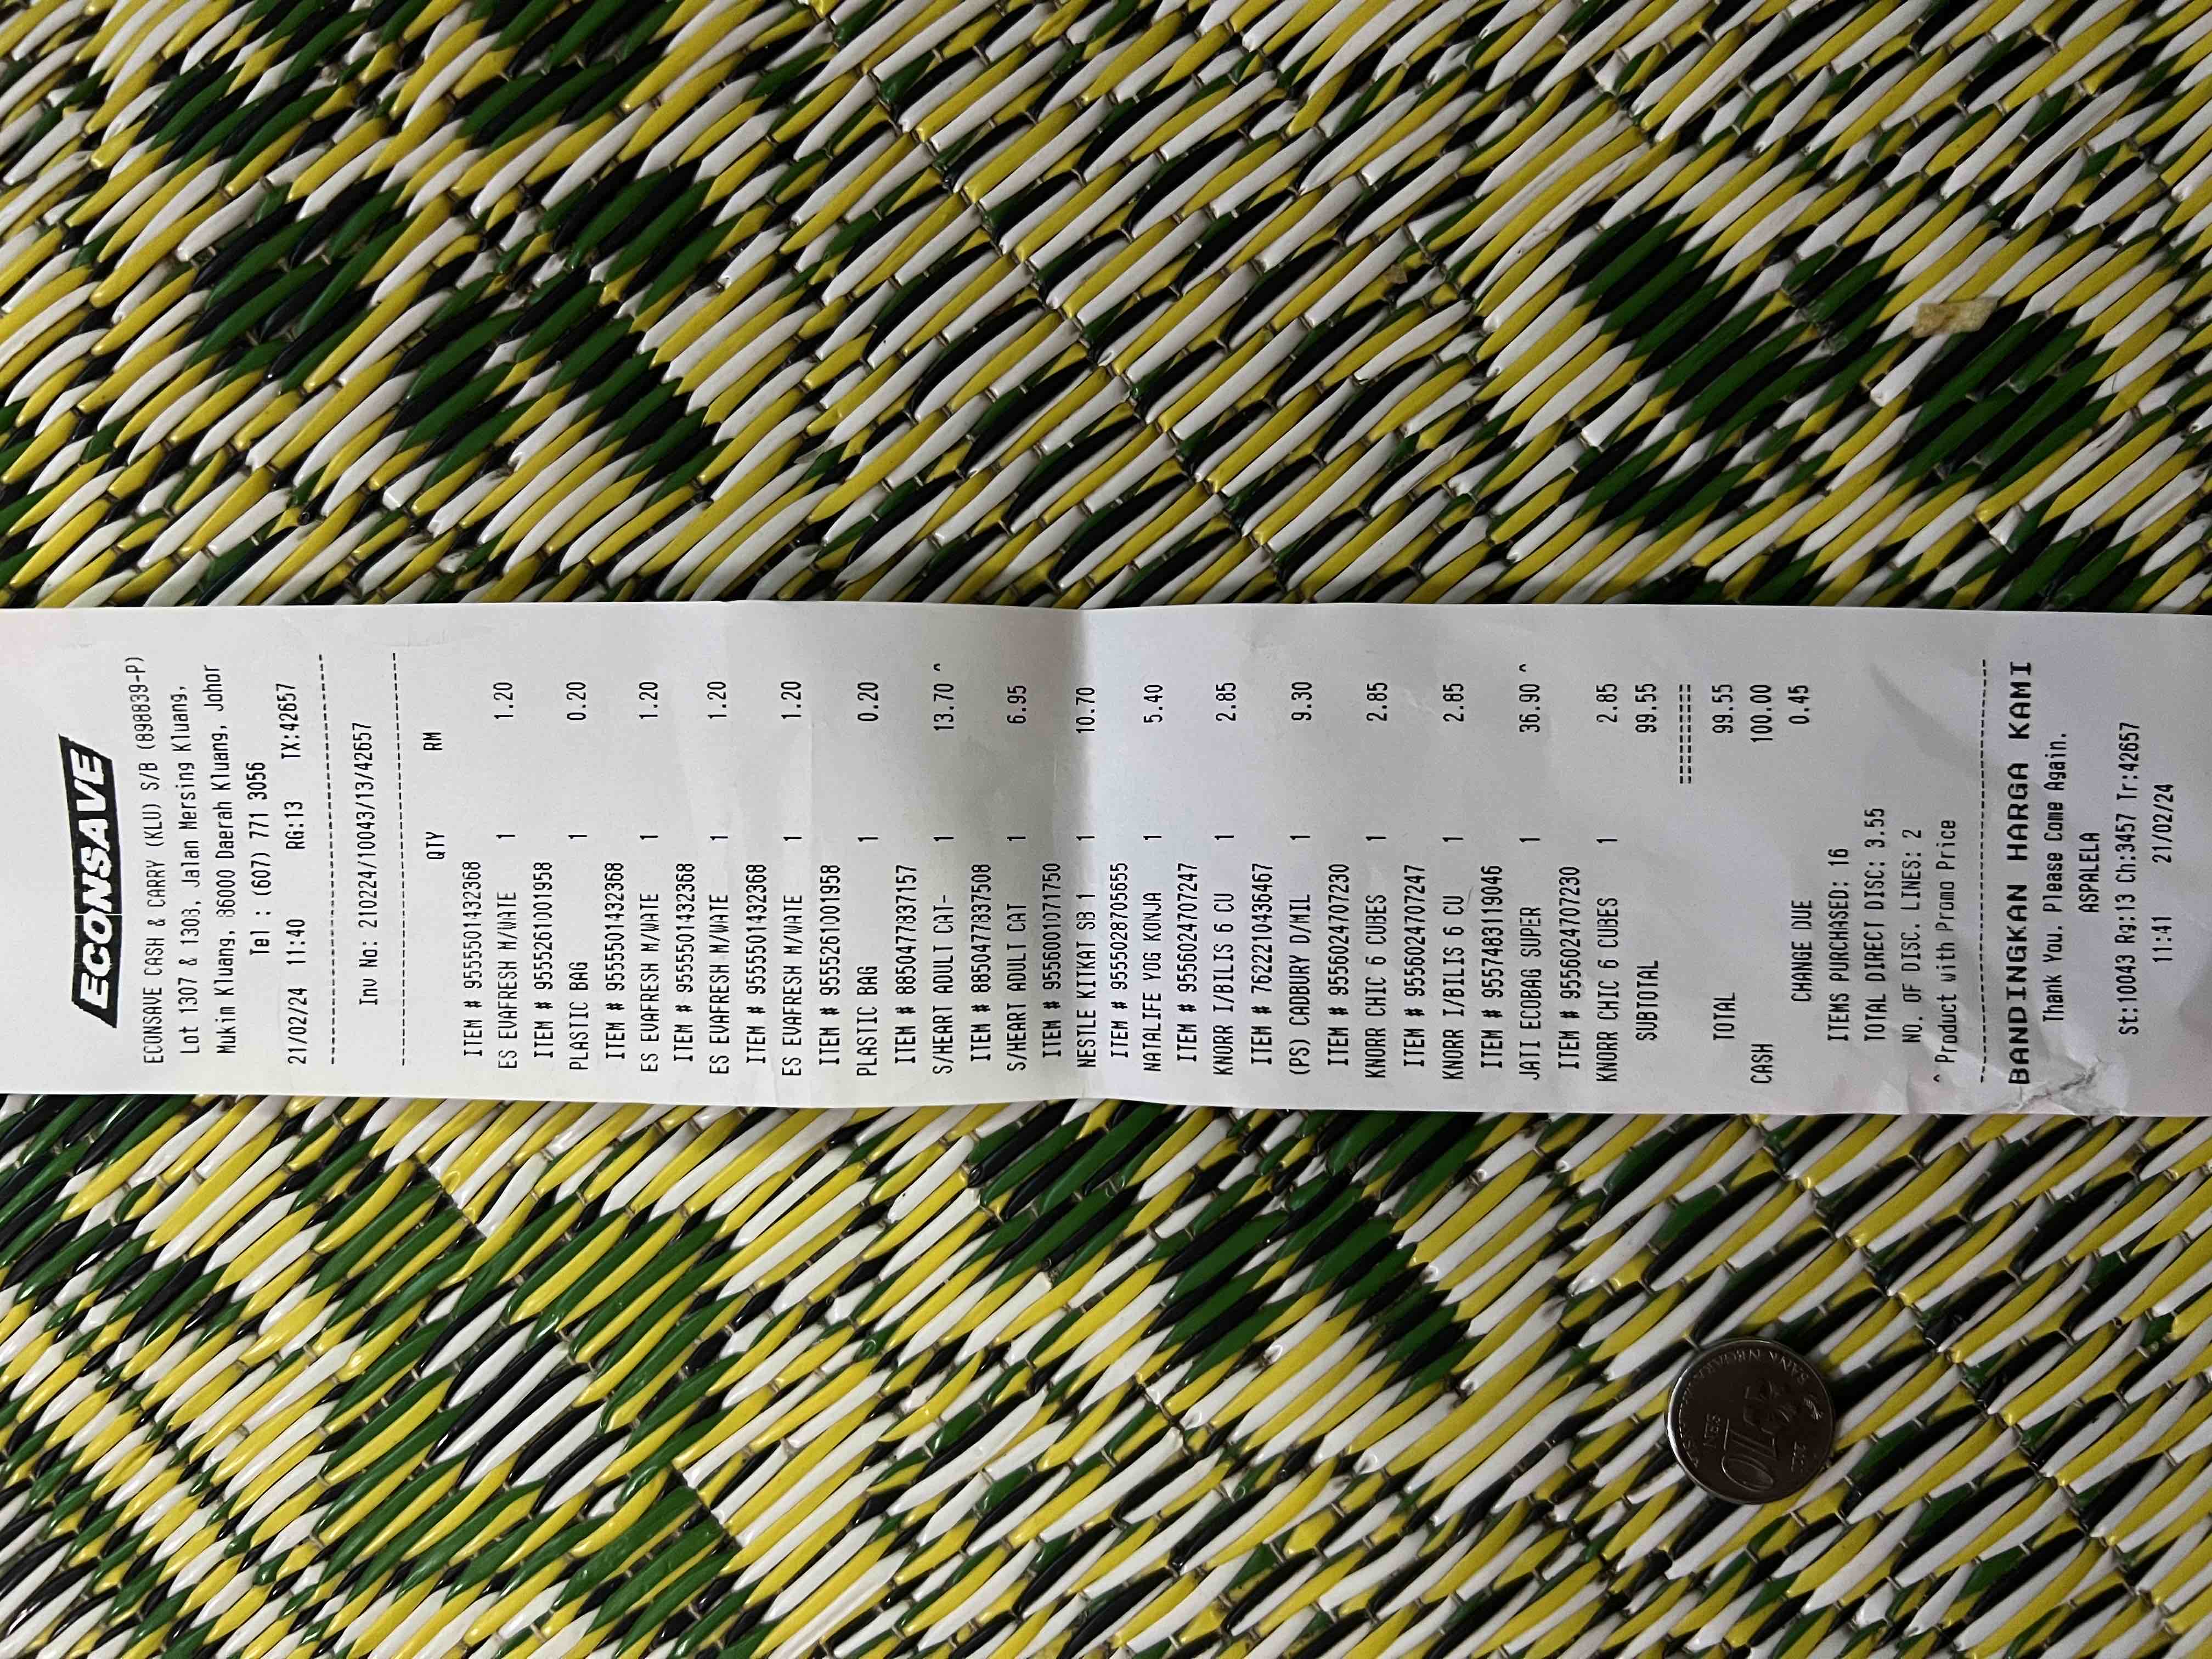 ECONSAVE
ECONSAVE CASH & CARRY (KLU) S/B (898839-P)
Lot 1307 & 1303, Jalan Mersing Kluang,
Mukim Kluang, 86000 Daerah Kluang, Johor
Tel : (607) 771 3056
21/02/24 11:40 RG:13 TX:42657
--------------------------------
Inv No: 210224/10043/13/42657
--------------------------------
QTY RM
ITEM # 9555501432368
ES EVAFRESH M/WATE 1 1.20
ITEM # 9555261001958
PLASTIC BAG 1 0.20
ITEM # 9555501432368
ES EVAFRESH M/WATE 1 1.20
ITEM # 9555501432368
ES EVAFRESH M/WATE 1 1.20
ITEM # 9555501432368
ES EVAFRESH M/WATE 1 1.20
ITEM # 9555261001958
PLASTIC BAG 1 0.20
ITEM # 8850477837157
S/HEART ADULT CAT- 1 13.70 ^
ITEM # 8850477837508
S/HEART ADULT CAT 1 6.95
ITEM # 9556001071750
NESTLE KITKAT SB 1 1 10.70
ITEM # 9555028705655
NATALIFE YOG KONJA 1 5.40
ITEM # 9556024707247
KNORR I/BILIS 6 CU 1 2.85
ITEM # 7622210436467
(PS) CADBURY D/MIL 1 9.30
ITEM # 9556024707230
KNORR CHIC 6 CUBES 1 2.85
ITEM # 9556024707247
KNORR I/BILIS 6 CU 1 2.85
ITEM # 9557483119046
JATI ECOBAG SUPER 1 36.90 ^
ITEM # 9556024707230
KNORR CHIC 6 CUBES 1 2.85
SUBTOTAL 99.55
==========
TOTAL 99.55
CASH 100.00
CHANGE DUE 0.45
ITEMS PURCHASED: 16
TOTAL DIRECT DISC: 3.55
NO. OF DISC. LINES: 2
^ Product with Promo Price
--------------------------------
BANDINGKAN HARGA KAMI
Thank You. Please Come Again.
ASPALELA
St:10043 Rg:13 Ch:3457 Tr:42657
11:41 21/02/24
BANK NEGARA MALAYSIA
10
SEN